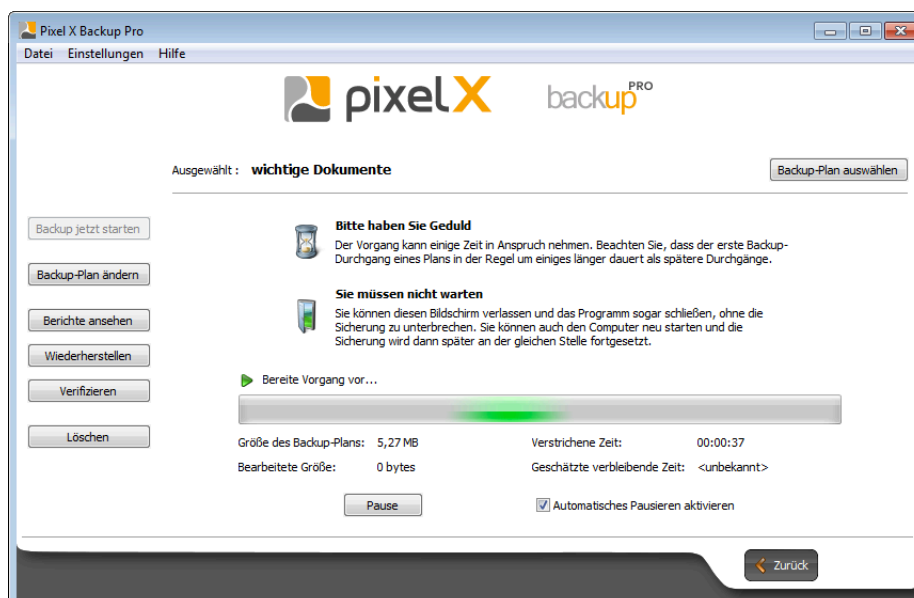 Pixel X Backup Pro
Datei Einstellungen Hilfe
pixelX backup PRO
Ausgewählt : wichtige Dokumente Backup-Plan auswählen
Backup jetzt starten
Backup-Plan ändern
Berichte ansehen
Wiederherstellen
Verifizieren
Löschen
Bitte haben Sie Geduld
Der Vorgang kann einige Zeit in Anspruch nehmen. Beachten Sie, dass der erste Backup-
Durchgang eines Plans in der Regel um einiges länger dauert als spätere Durchgänge.
Sie müssen nicht warten
Sie können diesen Bildschirm verlassen und das Programm sogar schließen, ohne die
Sicherung zu unterbrechen. Sie können auch den Computer neu starten und die
Sicherung wird dann später an der gleichen Stelle fortgesetzt.
Bereite Vorgang vor...
Größe des Backup-Plans: 5,27 MB Verstrichene Zeit: 00:00:37
Bearbeitete Größe: 0 bytes Geschätzte verbleibende Zeit: <unbekannt>
Pause Automatisches Pausieren aktivieren
Zurück